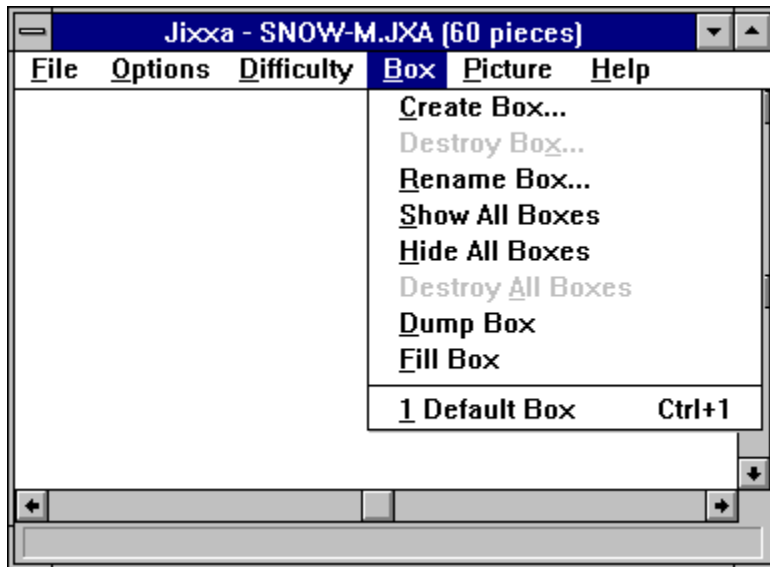 Jixxa - SNOW-M.JXA (60 pieces)
File Options Difficulty Box Picture Help
Create Box...
Destroy Box...
Rename Box...
Show All Boxes
Hide All Boxes
Destroy All Boxes
Dump Box
Fill Box
1 Default Box Ctrl+1